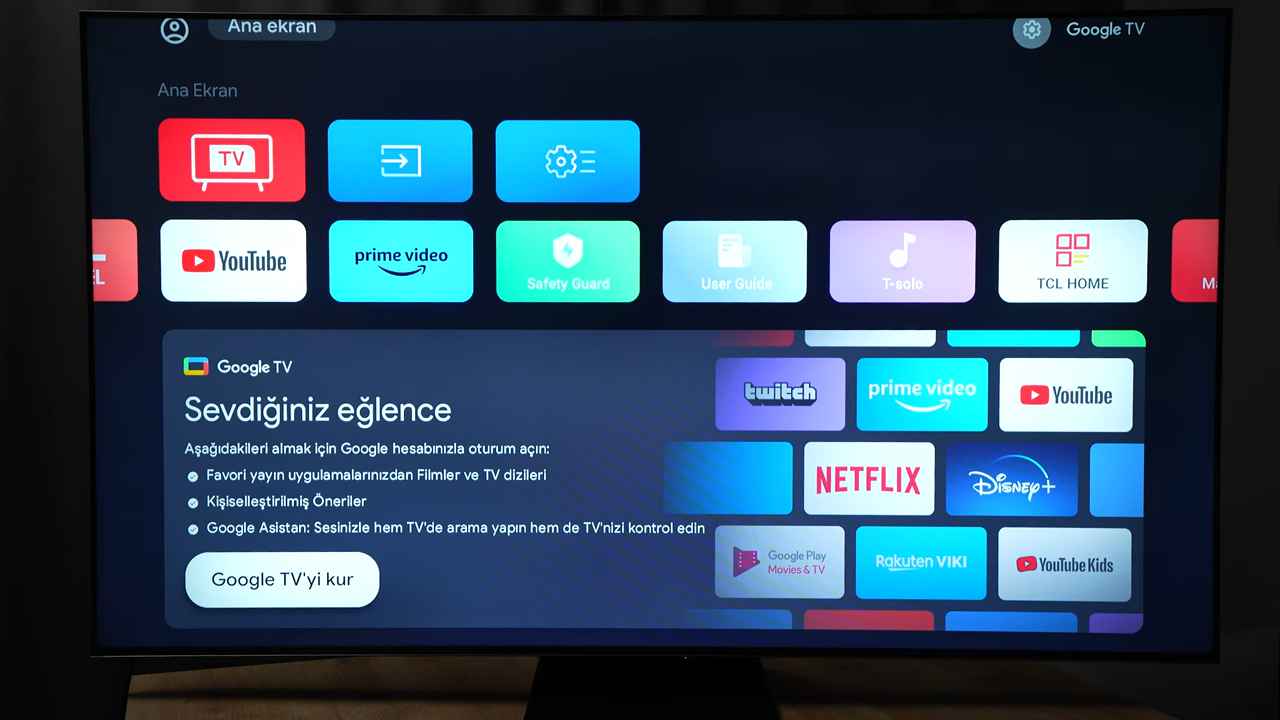 Ana ekran
Google TV
Ana Ekran
TV
YouTube
prime video
Safety Guard
User Guide
T-solo
TCL HOME
Google TV
Sevdiğiniz eğlence
Aşağıdakileri almak için Google hesabınızla oturum açın:
Favori yayın uygulamalarınızdan Filmler ve TV dizileri
Kişiselleştirilmiş Öneriler
Google Asistan: Sesinizle hem TV'de arama yapın hem de TV'nizi kontrol edin
Google TV'yi kur
twitch
prime video
YouTube
NETFLIX
Disney+
Google Play
Movies & TV
Rakuten VIKI
YouTube Kids